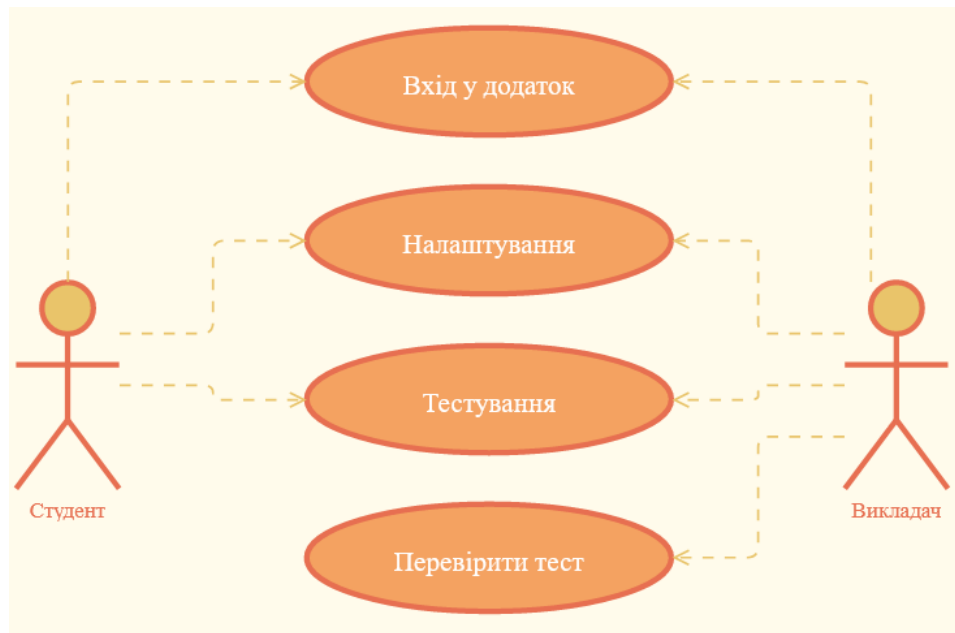 Вхід у додаток
Налаштування
Тестування
Студент
Викладач
Перевірити тест